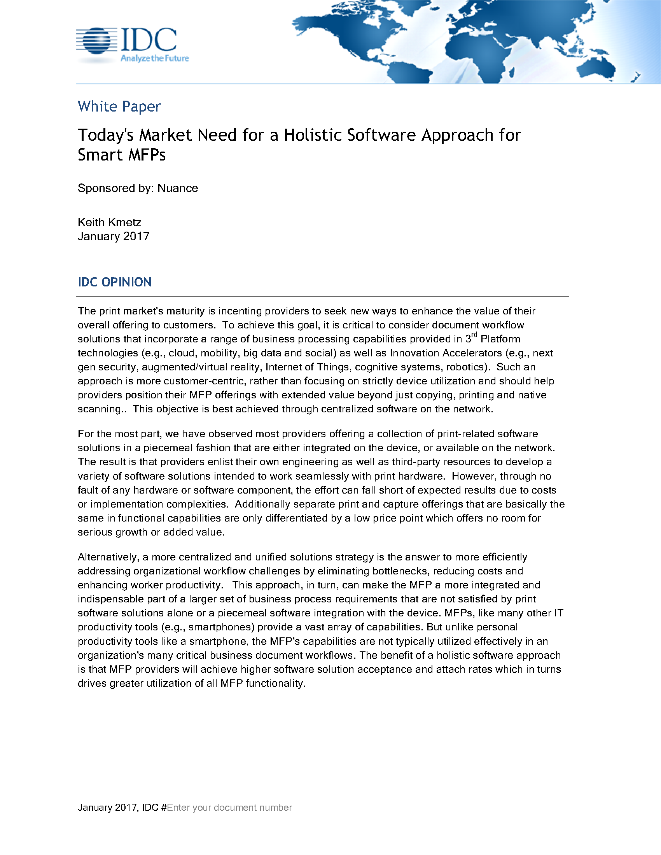 IDC
Analyze the Future
White Paper
Today's Market Need for a Holistic Software Approach for
Smart MFPs
Sponsored by: Nuance
Keith Kmetz
January 2017
IDC OPINION
The print market's maturity is incenting providers to seek new ways to enhance the value of their
overall offering to customers.  To achieve this goal, it is critical to consider document workflow
solutions that incorporate a range of business processing capabilities provided in 3rd Platform
technologies (e.g., cloud, mobility, big data and social) as well as Innovation Accelerators (e.g., next
gen security, augmented/virtual reality, Internet of Things, cognitive systems, robotics).  Such an
approach is more customer-centric, rather than focusing on strictly device utilization and should help
providers position their MFP offerings with extended value beyond just copying, printing and native
scanning..  This objective is best achieved through centralized software on the network.
For the most part, we have observed most providers offering a collection of print-related software
solutions in a piecemeal fashion that are either integrated on the device, or available on the network.
The result is that providers enlist their own engineering as well as third-party resources to develop a
variety of software solutions intended to work seamlessly with print hardware.  However, through no
fault of any hardware or software component, the effort can fall short of expected results due to costs
or implementation complexities.  Additionally separate print and capture offerings that are basically the
same in functional capabilities are only differentiated by a low price point which offers no room for
serious growth or added value.
Alternatively, a more centralized and unified solutions strategy is the answer to more efficiently
addressing organizational workflow challenges by eliminating bottlenecks, reducing costs and
enhancing worker productivity.   This approach, in turn, can make the MFP a more integrated and
indispensable part of a larger set of business process requirements that are not satisfied by print
software solutions alone or a piecemeal software integration with the device. MFPs, like many other IT
productivity tools (e.g., smartphones) provide a vast array of capabilities. But unlike personal
productivity tools like a smartphone, the MFP's capabilities are not typically utilized effectively in an
organization's many critical business document workflows. The benefit of a holistic software approach
is that MFP providers will achieve higher software solution acceptance and attach rates which in turns
drives greater utilization of all MFP functionality.
January 2017, IDC #Enter your document number